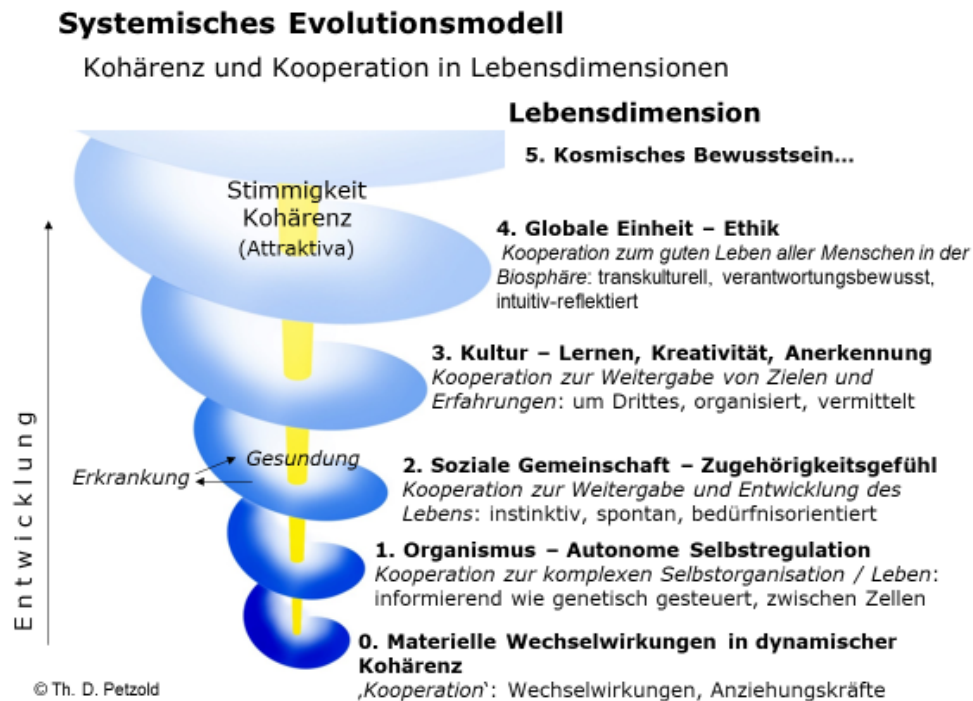 Systemisches Evolutionsmodell
Kohärenz und Kooperation in Lebensdimensionen
Lebensdimension
5. Kosmisches Bewusstsein...
Stimmigkeit
Kohärenz
(Attraktiva)
4. Globale Einheit – Ethik
Kooperation zum guten Leben aller Menschen in der
Biosphäre: transkulturell, verantwortungsbewusst,
intuitiv-reflektiert
3. Kultur – Lernen, Kreativität, Anerkennung
Kooperation zur Weitergabe von Zielen und
Erfahrungen: um Drittes, organisiert, vermittelt
Entwicklung
Erkrankung
Gesundung
2. Soziale Gemeinschaft – Zugehörigkeitsgefühl
Kooperation zur Weitergabe und Entwicklung des
Lebens: instinktiv, spontan, bedürfnisorientiert
1. Organismus – Autonome Selbstregulation
Kooperation zur komplexen Selbstorganisation / Leben:
informierend wie genetisch gesteuert, zwischen Zellen
0. Materielle Wechselwirkungen in dynamischer
Kohärenz
‚Kooperation‘: Wechselwirkungen, Anziehungskräfte
© Th. D. Petzold